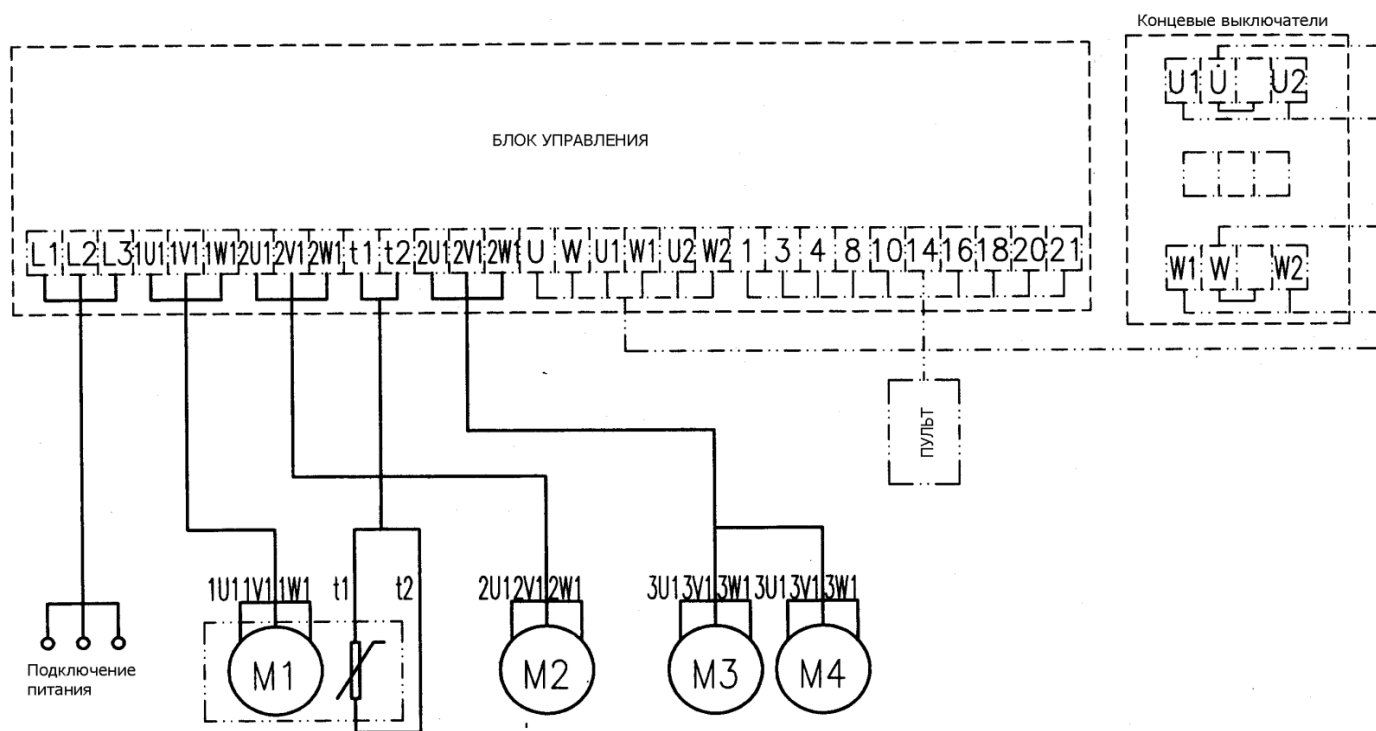 Концевые выключатели
U1 U U2
БЛОК УПРАВЛЕНИЯ
L1 L2 L3 1U1 1V1 1W1 2U1 2V1 2W1 t1 t2 2U1 2V1 2W1 U W U1 W1 U2 W2 1 3 4 8 10 14 16 18 20 21
W1 W W2
ПУЛЬТ
1U1 1V1 1W1 t1 t2 2U1 2V1 2W1 3U1 3V1 3W1 3U1 3V1 3W1
M1 M2 M3 M4
Подключение
питания